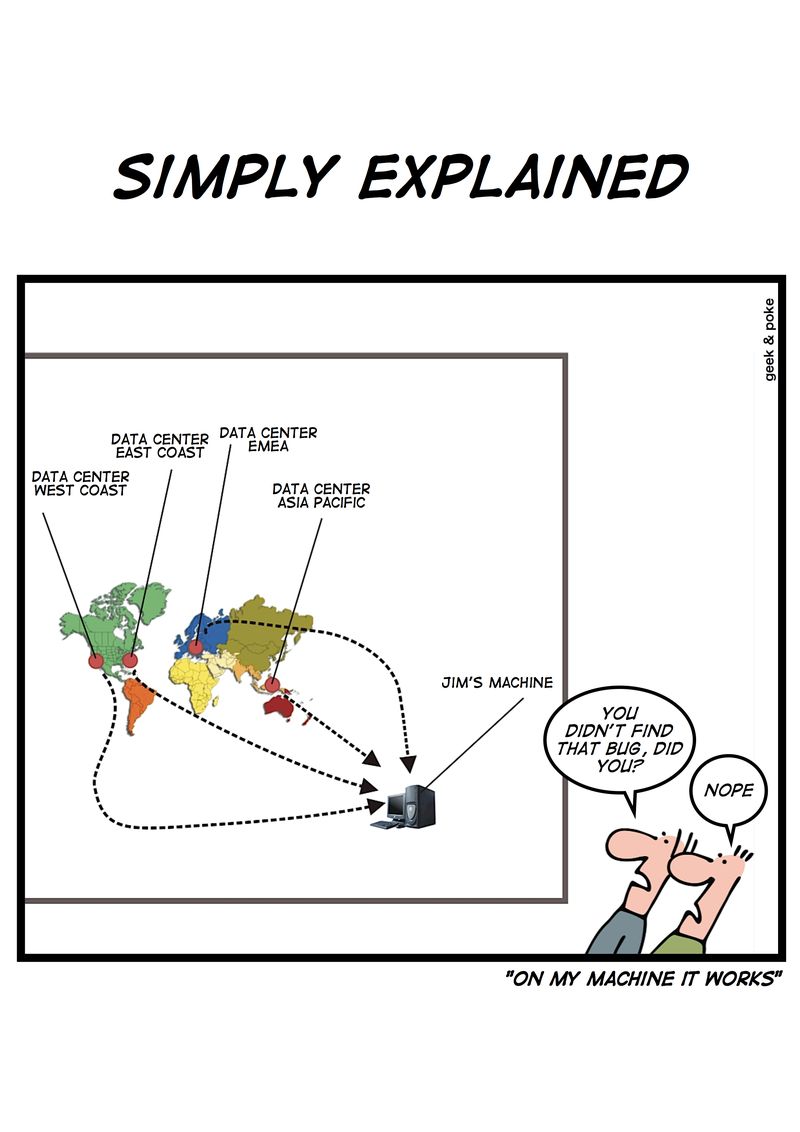 SIMPLY EXPLAINED
geek & poke
DATA CENTER
EAST COAST
DATA CENTER
EMEA
DATA CENTER
WEST COAST
DATA CENTER
ASIA PACIFIC
JIM'S MACHINE
YOU
DIDN'T FIND
THAT BUG, DID
YOU?
NOPE
"ON MY MACHINE IT WORKS"